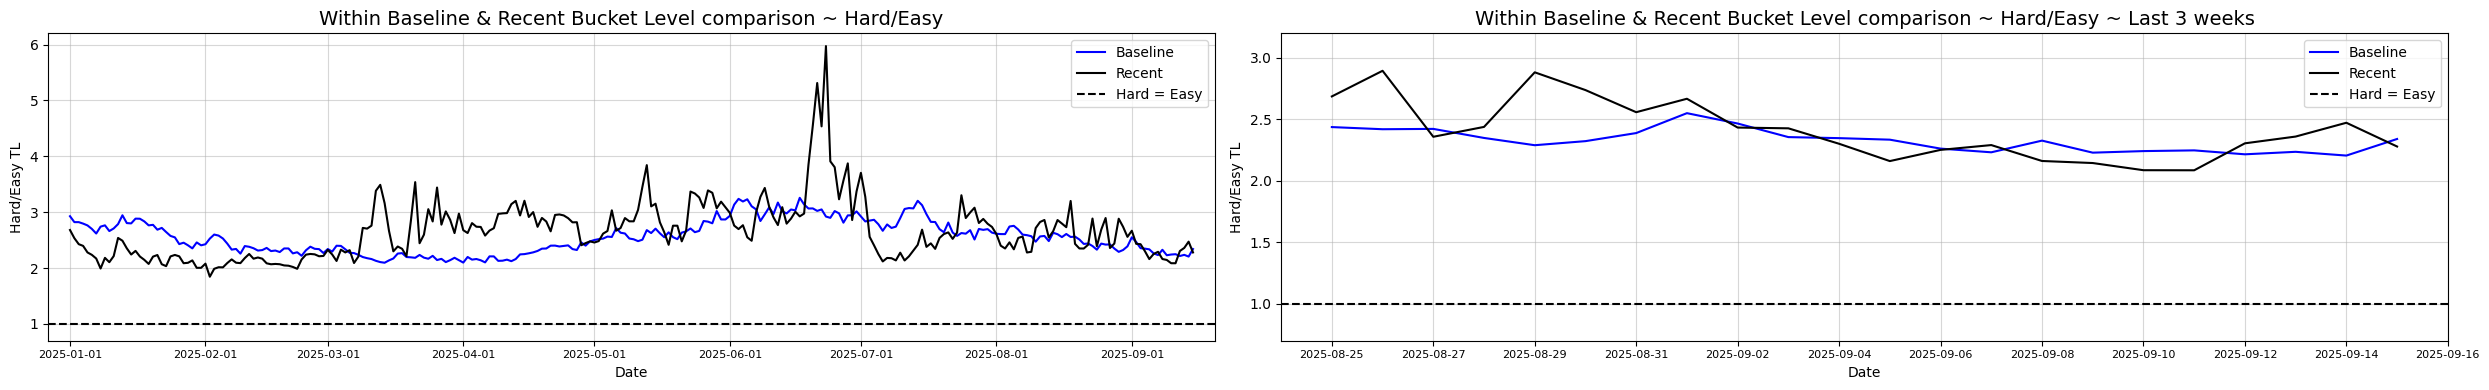 Within Baseline & Recent Bucket Level comparison ~ Hard/Easy
Hard/Easy TL
6
5
4
3
2
1
Baseline
Recent
Hard = Easy
2025-01-01 2025-02-01 2025-03-01 2025-04-01 2025-05-01 2025-06-01 2025-07-01 2025-08-01 2025-09-01
Date
Within Baseline & Recent Bucket Level comparison ~ Hard/Easy ~ Last 3 weeks
Hard/Easy TL
3.0
2.5
2.0
1.5
1.0
Baseline
Recent
Hard = Easy
2025-08-25 2025-08-27 2025-08-29 2025-08-31 2025-09-02 2025-09-04 2025-09-06 2025-09-08 2025-09-10 2025-09-12 2025-09-14 2025-09-16
Date